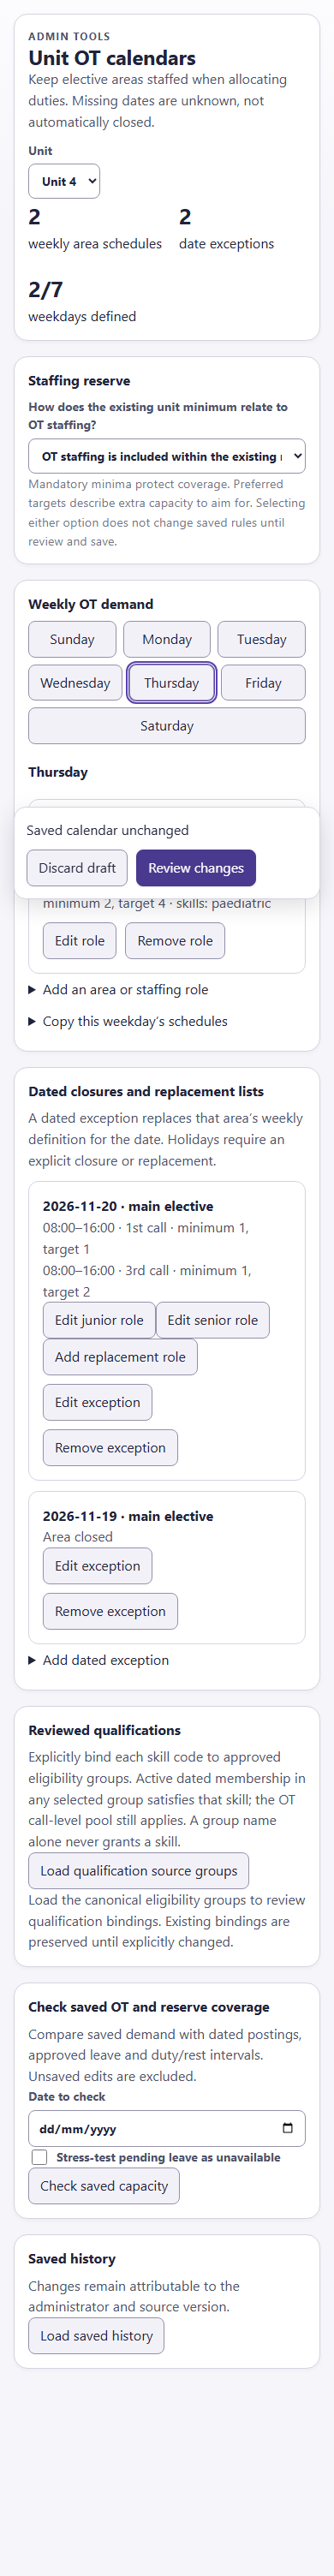 ADMIN TOOLS
Unit OT calendars
Keep elective areas staffed when allocating
duties. Missing dates are unknown, not
automatically closed.
Unit
Unit 4
2
weekly area schedules
2
date exceptions
2/7
weekdays defined
Staffing reserve
How does the existing unit minimum relate to
OT staffing?
OT staffing is included within the existing
Mandatory minima protect coverage. Preferred
targets describe extra capacity to aim for. Selecting
either option does not change saved rules until
review and save.
Weekly OT demand
Sunday
Monday
Tuesday
Wednesday
Thursday
Friday
Saturday
Thursday
Saved calendar unchanged
Discard draft
Review changes
minimum 2, target 4 · skills: paediatric
Edit role
Remove role
▶ Add an area or staffing role
▶ Copy this weekday's schedules
Dated closures and replacement lists
A dated exception replaces that area's weekly
definition for the date. Holidays require an
explicit closure or replacement.
2026-11-20 · main elective
08:00–16:00 · 1st call · minimum 1,
target 1
08:00–16:00 · 3rd call · minimum 1,
target 2
Edit junior role
Edit senior role
Add replacement role
Edit exception
Remove exception
2026-11-19 · main elective
Area closed
Edit exception
Remove exception
▶ Add dated exception
Reviewed qualifications
Explicitly bind each skill code to approved
eligibility groups. Active dated membership in
any selected group satisfies that skill; the OT
call-level pool still applies. A group name
alone never grants a skill.
Load qualification source groups
Load the canonical eligibility groups to review
qualification bindings. Existing bindings are
preserved until explicitly changed.
Check saved OT and reserve coverage
Compare saved demand with dated postings,
approved leave and duty/rest intervals.
Unsaved edits are excluded.
Date to check
dd/mm/yyyy
Stress-test pending leave as unavailable
Check saved capacity
Saved history
Changes remain attributable to the
administrator and source version.
Load saved history